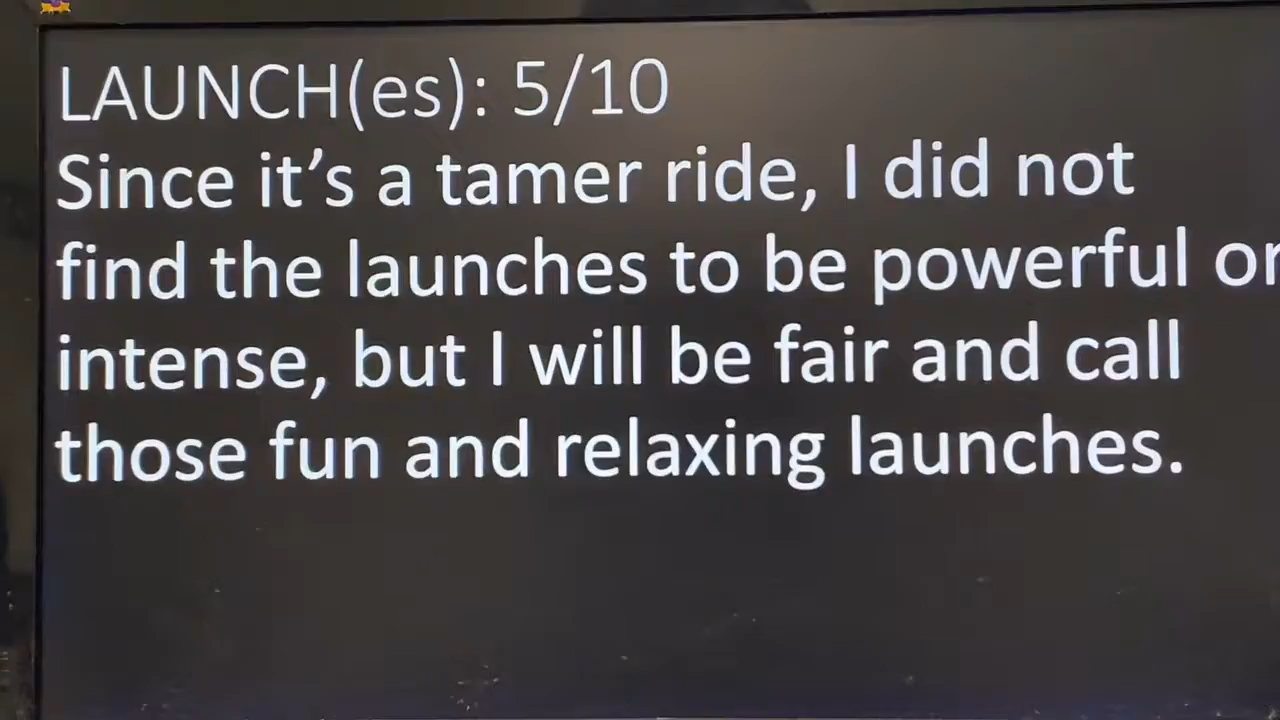 LAUNCH(es): 5/10
Since it’s a tamer ride, I did not
find the launches to be powerful or
intense, but I will be fair and call
those fun and relaxing launches.